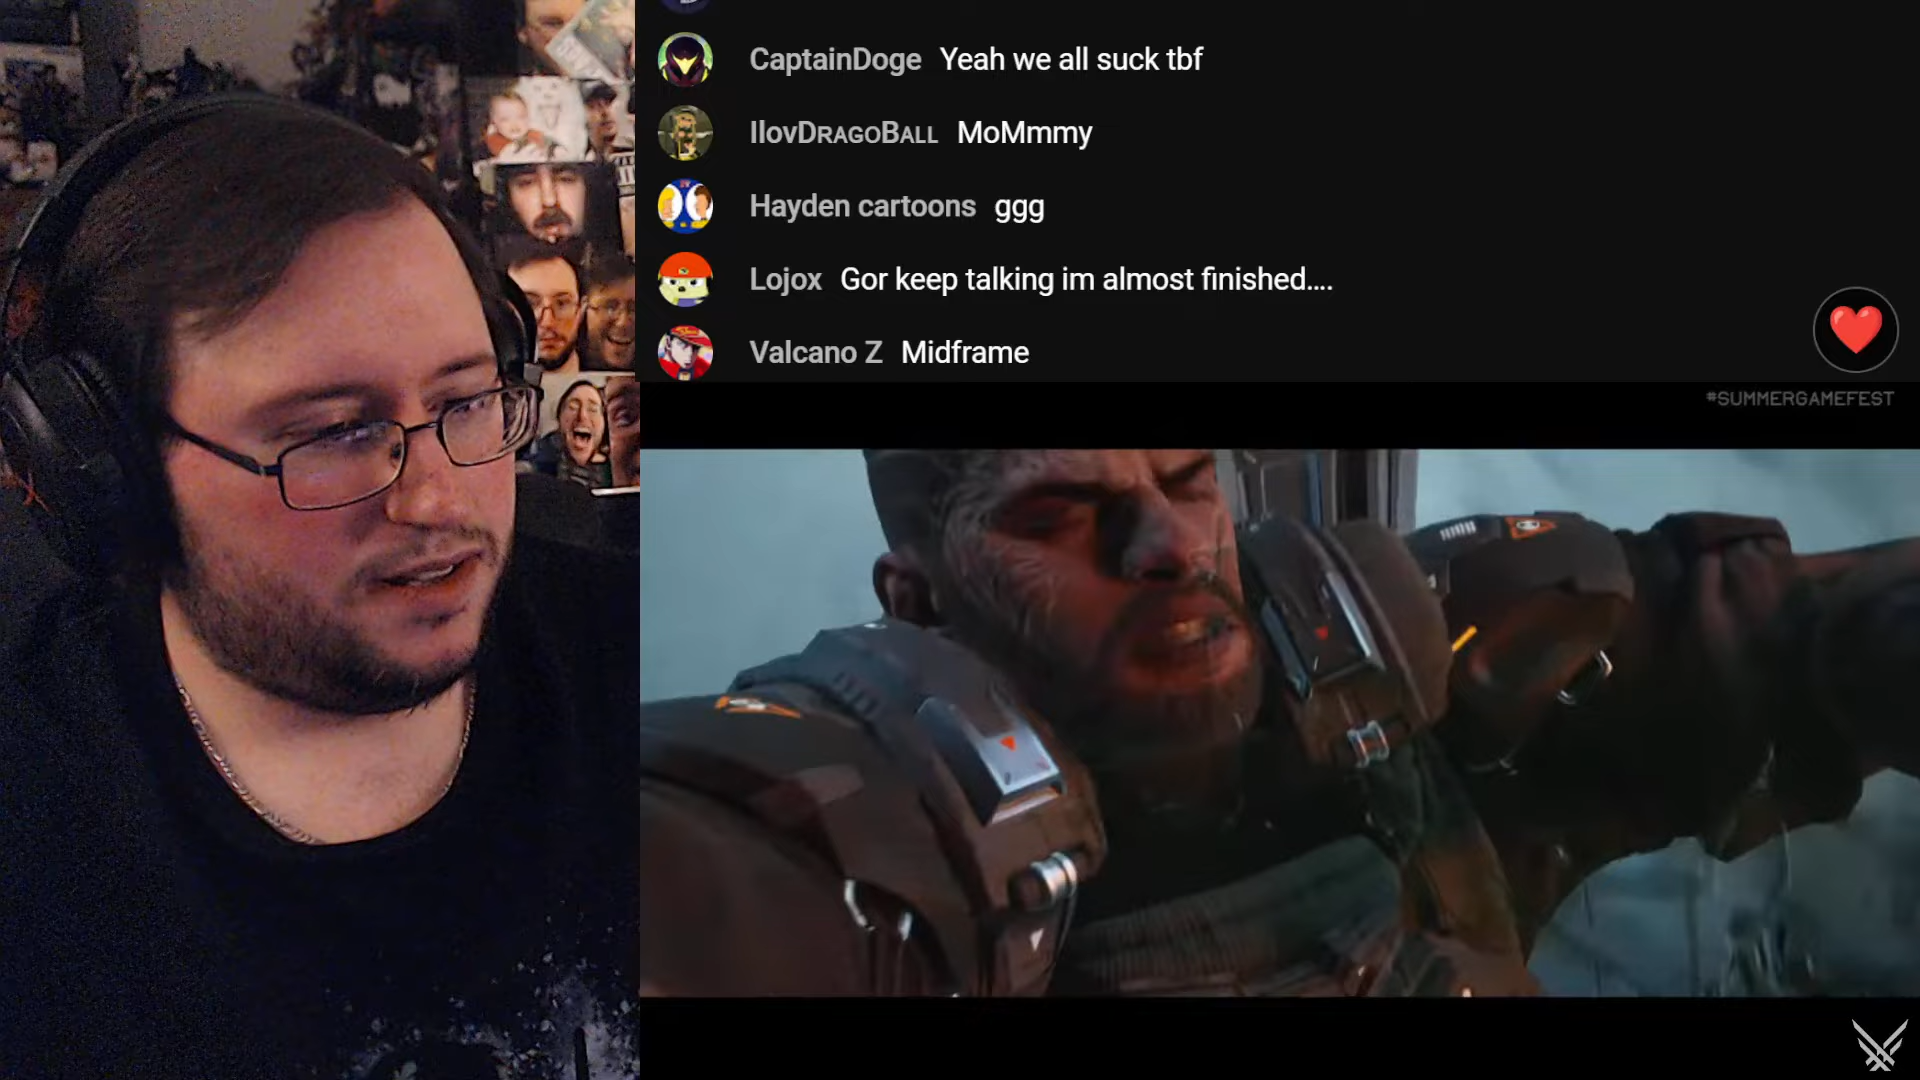 CaptainDoge Yeah we all suck tbf
IlovDRAGOBALL MoMmmy
Hayden cartoons ggg
Lojox Gor keep talking im almost finished....
Valcano Z Midframe
#SUMMERGAMEFEST